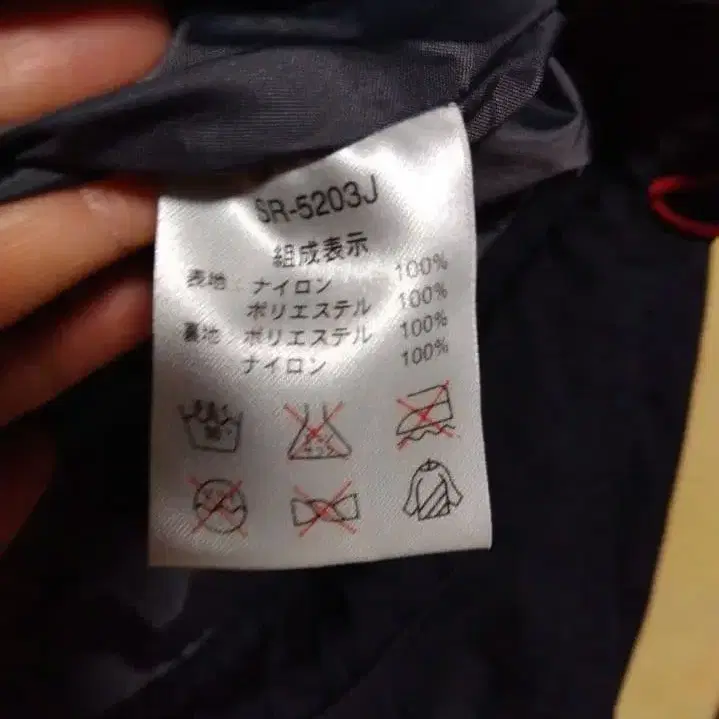 SR-5203J
組成表示
表地: ナイロン 100%
ポリエステル 100%
裏地 ポリエステル 100%
ナイロン 100%